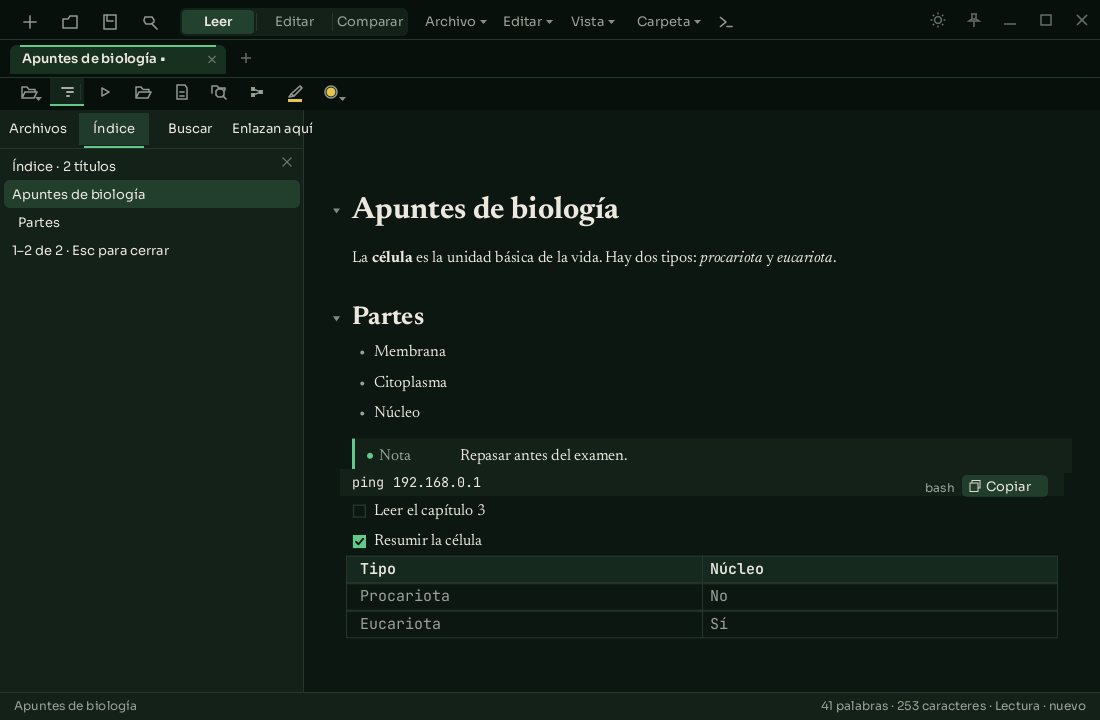 Leer Editar Comparar Archivo Editar Vista Carpeta
Apuntes de biología •
Archivos Índice Buscar Enlazan aquí
Índice · 2 títulos
Apuntes de biología
Partes
1–2 de 2 · Esc para cerrar
Apuntes de biología
La célula es la unidad básica de la vida. Hay dos tipos: procariota y eucariota.
Partes
• Membrana
• Citoplasma
• Núcleo
● Nota Repasar antes del examen.
ping 192.168.0.1
bash Copiar
Leer el capítulo 3
Resumir la célula
Tipo Núcleo
Procariota No
Eucariota Sí
Apuntes de biología 41 palabras · 253 caracteres · Lectura · nuevo